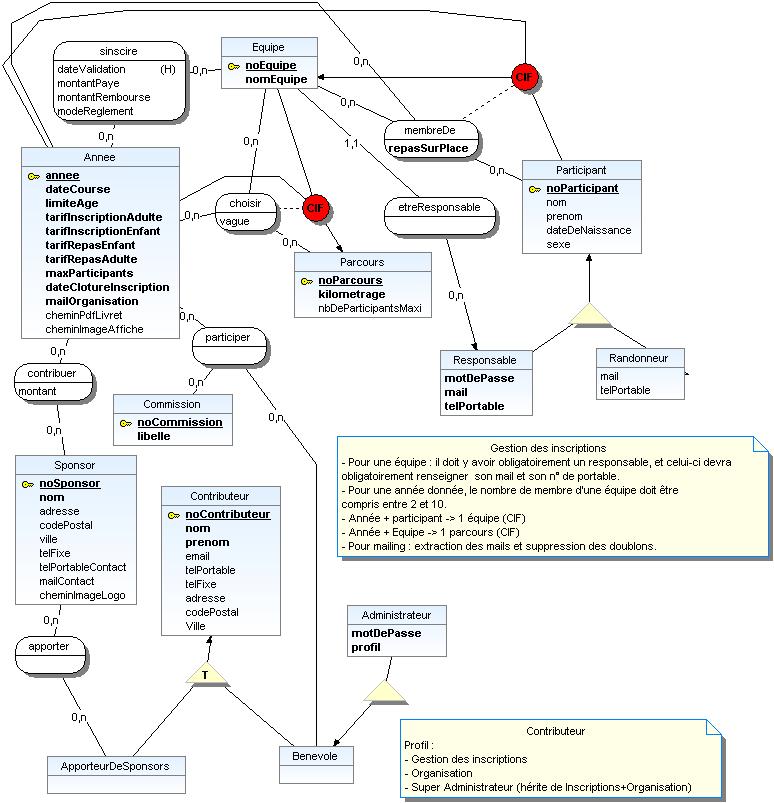 sinscire
dateValidation (H)
montantPaye
montantRembourse
modeReglement
0,n
Equipe
noEquipe
nomEquipe
0,n
0,n
CIF
membreDe
repasSurPlace
0,n
0,n
0,n
1,1
Annee
annee
dateCourse
limiteAge
tarifInscriptionAdulte
tarifInscriptionEnfant
tarifRepasEnfant
tarifRepasAdulte
maxParticipants
dateClotureInscription
mailOrganisation
cheminPdfLivret
cheminImageAffiche
Participant
noParticipant
nom
prenom
dateDeNaissance
sexe
choisir
vague
0,n
CIF
0,n
etreResponsable
Parcours
noParcours
kilometrage
nbDeParticipantsMaxi
0,n
0,n
participer
0,n
0,n
0,n
contribuer
montant
0,n
Commission
noCommission
libelle
Responsable
motDePasse
mail
telPortable
Randonneur
mail
telPortable
Gestion des inscriptions
- Pour une équipe : il doit y avoir obligatoirement un responsable, et celui-ci devra
obligatoirement renseigner son mail et son n° de portable.
- Pour une année donnée, le nombre de membre d'une équipe doit être
compris entre 2 et 10.
- Année + participant -> 1 équipe (CIF)
- Année + Equipe -> 1 parcours (CIF)
- Pour mailing : extraction des mails et suppression des doublons.
Sponsor
noSponsor
nom
adresse
codePostal
ville
telFixe
telPortableContact
mailContact
cheminImageLogo
Contributeur
noContributeur
nom
prenom
email
telPortable
telFixe
adresse
codePostal
Ville
0,n
apporter
0,n
T
Administrateur
motDePasse
profil
ApporteurDeSponsors
Benevole
Contributeur
Profil :
- Gestion des inscriptions
- Organisation
- Super Administrateur (hérite de Inscriptions+Organisation)